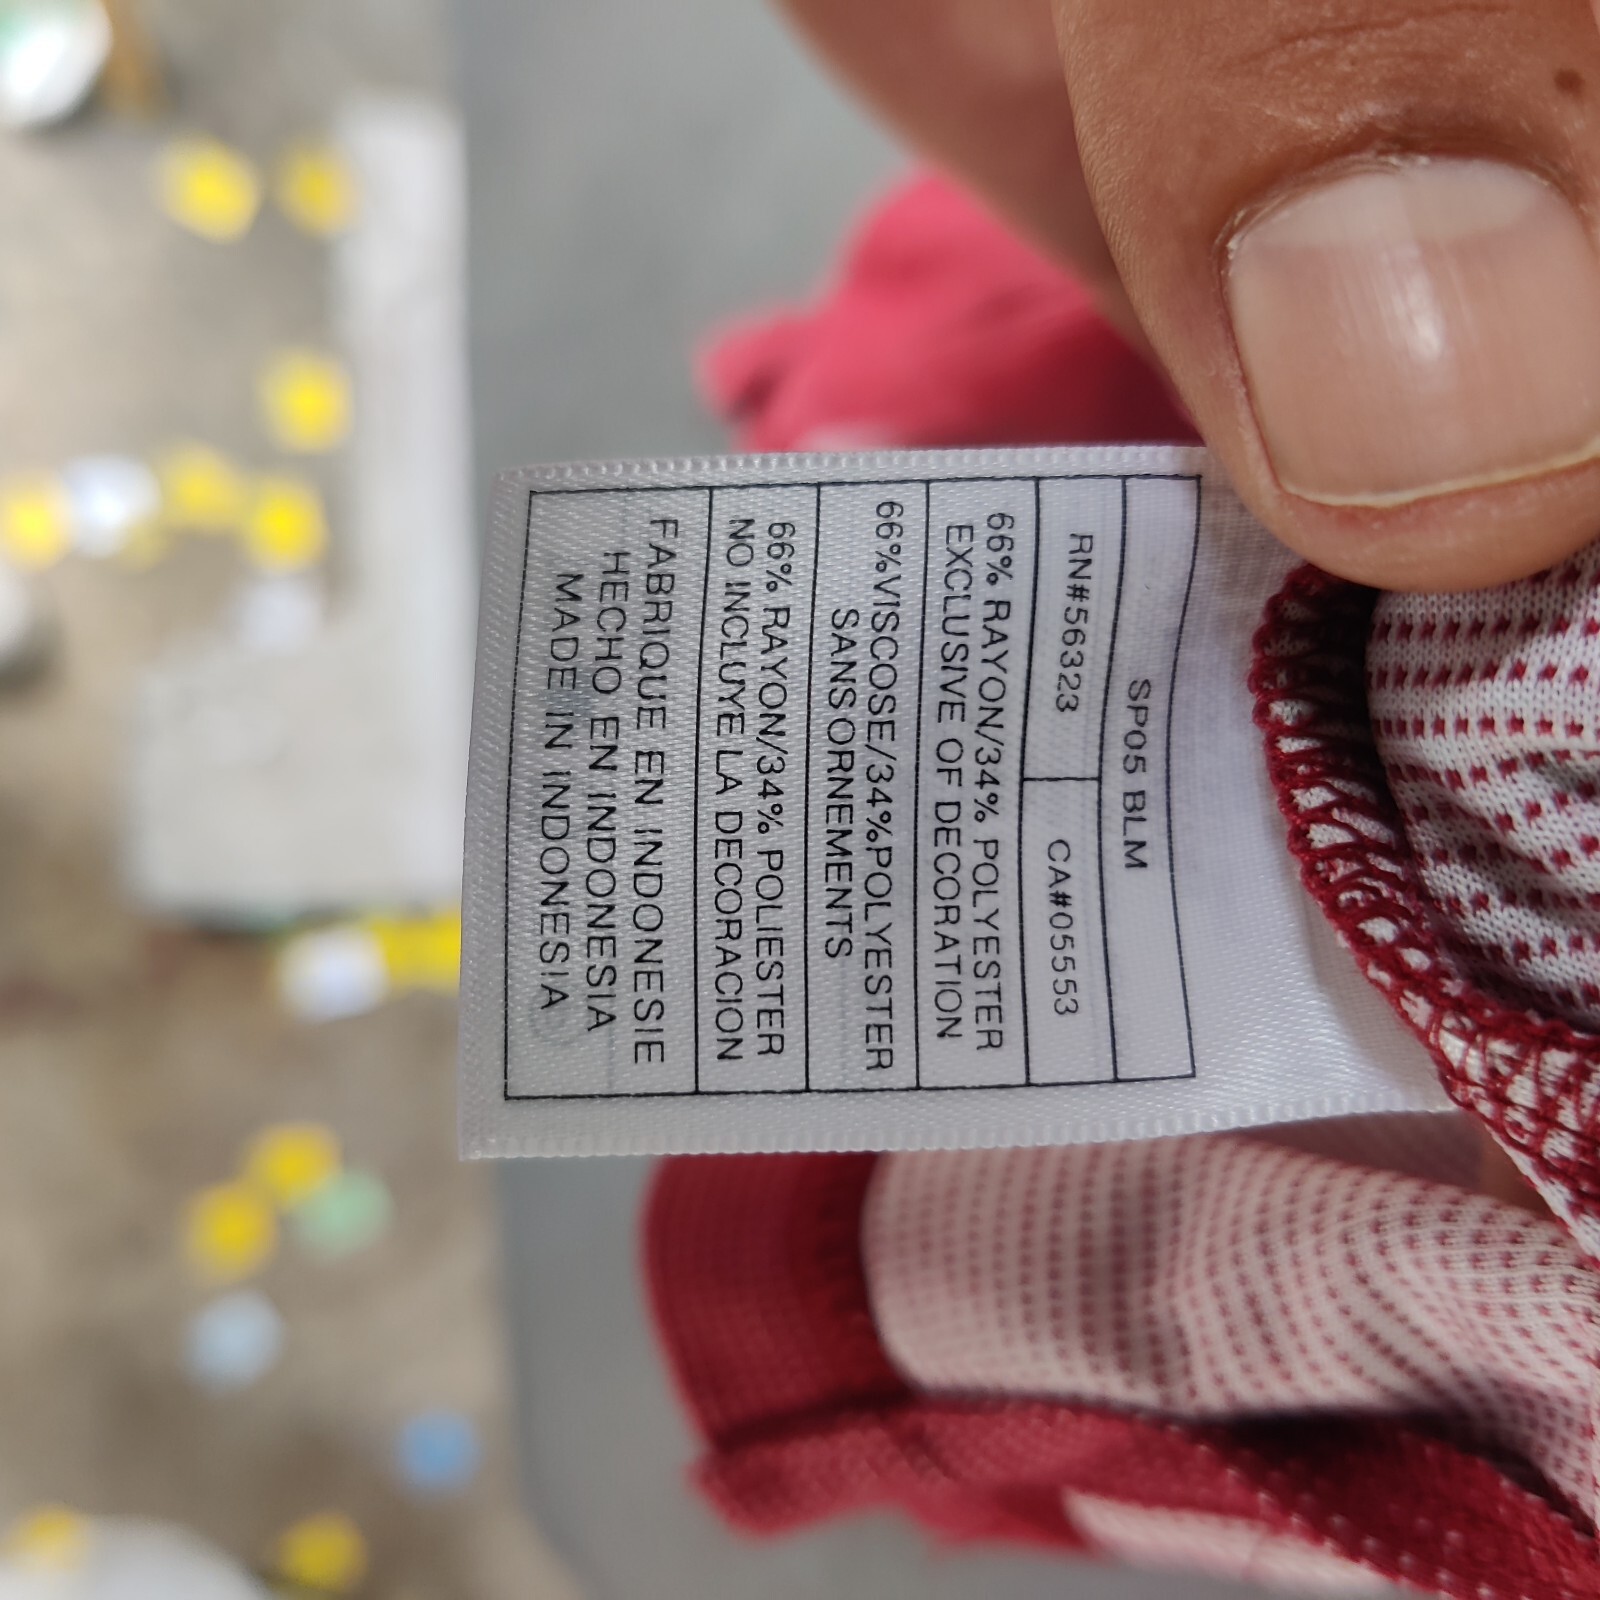 SP05 BLM
RN#56323 CA#05553
66% RAYON/34% POLYESTER
EXCLUSIVE OF DECORATION
66%VISCOSE/34%POLYESTER
SANS ORNEMENTS
66% RAYON/34% POLIESTER
NO INCLUYE LA DECORACION
FABRIQUE EN INDONESIE
HECHO EN INDONESIA
MADE IN INDONESIA